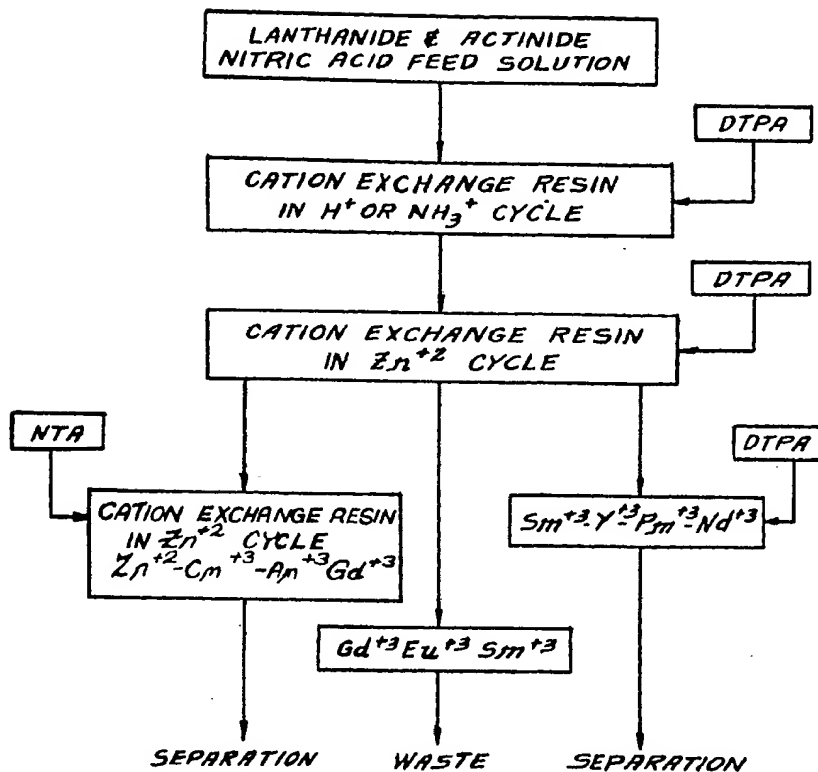 LANTHANIDE & ACTINIDE
NITRIC ACID FEED SOLUTION
DTPA
CATION EXCHANGE RESIN
IN H+ OR NH3+ CYCLE
DTPA
CATION EXCHANGE RESIN
IN Zn+2 CYCLE
NTA
DTPA
CATION EXCHANGE RESIN
IN Zn+2 CYCLE
Zn+2-Cm+3-Am+3Gd+3
Sm+3-Y+3-Pm+3-Nd+3
Gd+3 Eu+3 Sm+3
SEPARATION
WASTE
SEPARATION